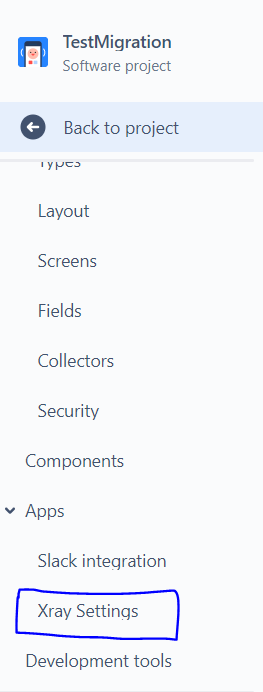 TestMigration
Software project
Back to project
Types
Layout
Screens
Fields
Collectors
Security
Components
Apps
Slack integration
Xray Settings
Development tools